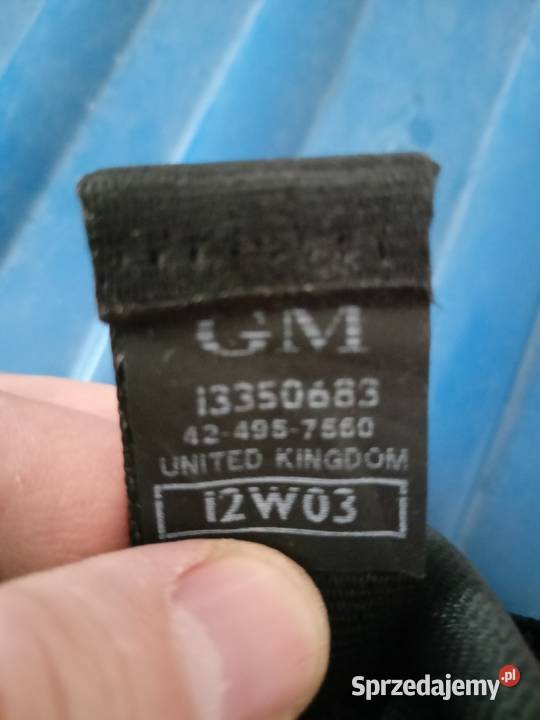 GM
13350683
42-495-7560
UNITED KINGDOM
12W03
Sprzedajemy.pl